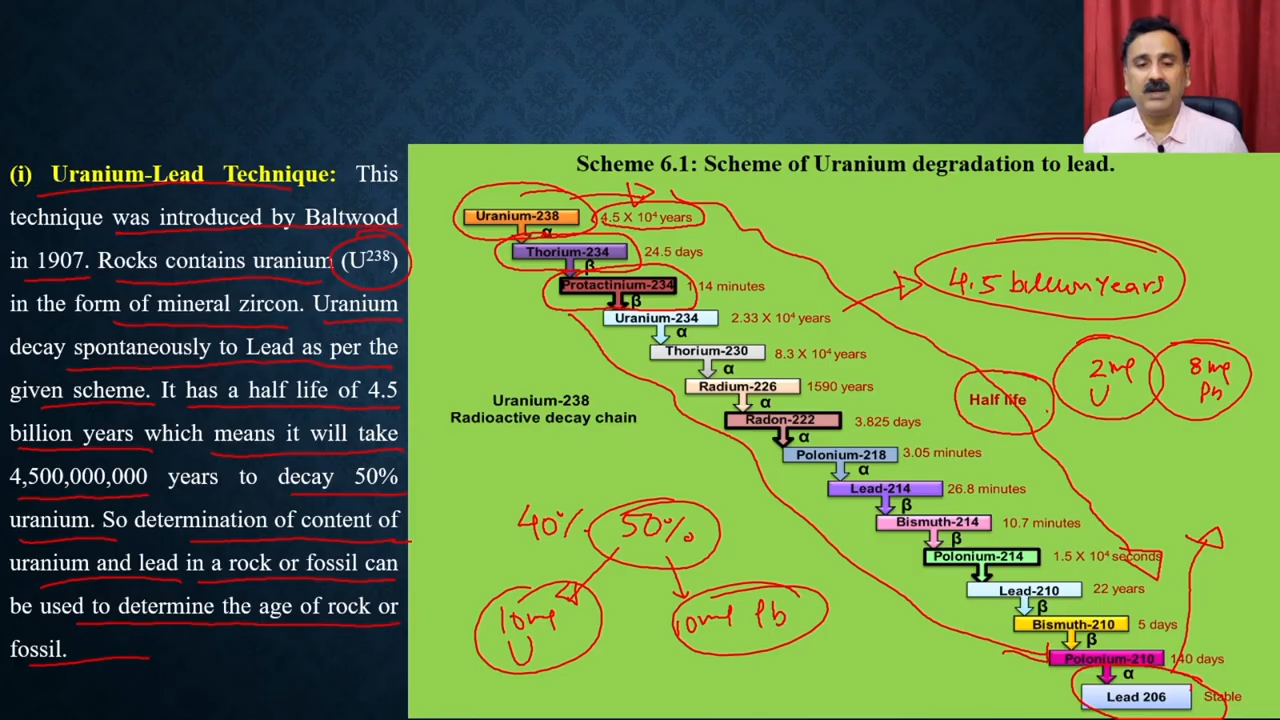 (i) Uranium-Lead Technique: This
technique was introduced by Baltwood
in 1907. Rocks contains uranium (U238)
in the form of mineral zircon. Uranium
decay spontaneously to Lead as per the
given scheme. It has a half life of 4.5
billion years which means it will take
4,500,000,000 years to decay 50%
uranium. So determination of content of
uranium and lead in a rock or fossil can
be used to determine the age of rock or
fossil.
Scheme 6.1: Scheme of Uranium degradation to lead.
Uranium-238 4.5 X 10⁴ years
α
Thorium-234 24.5 days
β
Protactinium-234 1.14 minutes
β
Uranium-234 2.33 X 10⁴ years
α
Thorium-230 8.3 X 10⁴ years
α
Radium-226 1590 years
α
Radon-222 3.825 days
α
Polonium-218 3.05 minutes
α
Lead-214 26.8 minutes
β
Bismuth-214 10.7 minutes
β
Polonium-214 1.5 X 10⁴ seconds
α
Lead-210 22 years
β
Bismuth-210 5 days
β
Polonium-210 140 days
α
Lead 206 Stable
Uranium-238
Radioactive decay chain
Half life
4.5 billion years
2mg
U
8mg
Pb
40% 50%
10mg
U
10mg Pb